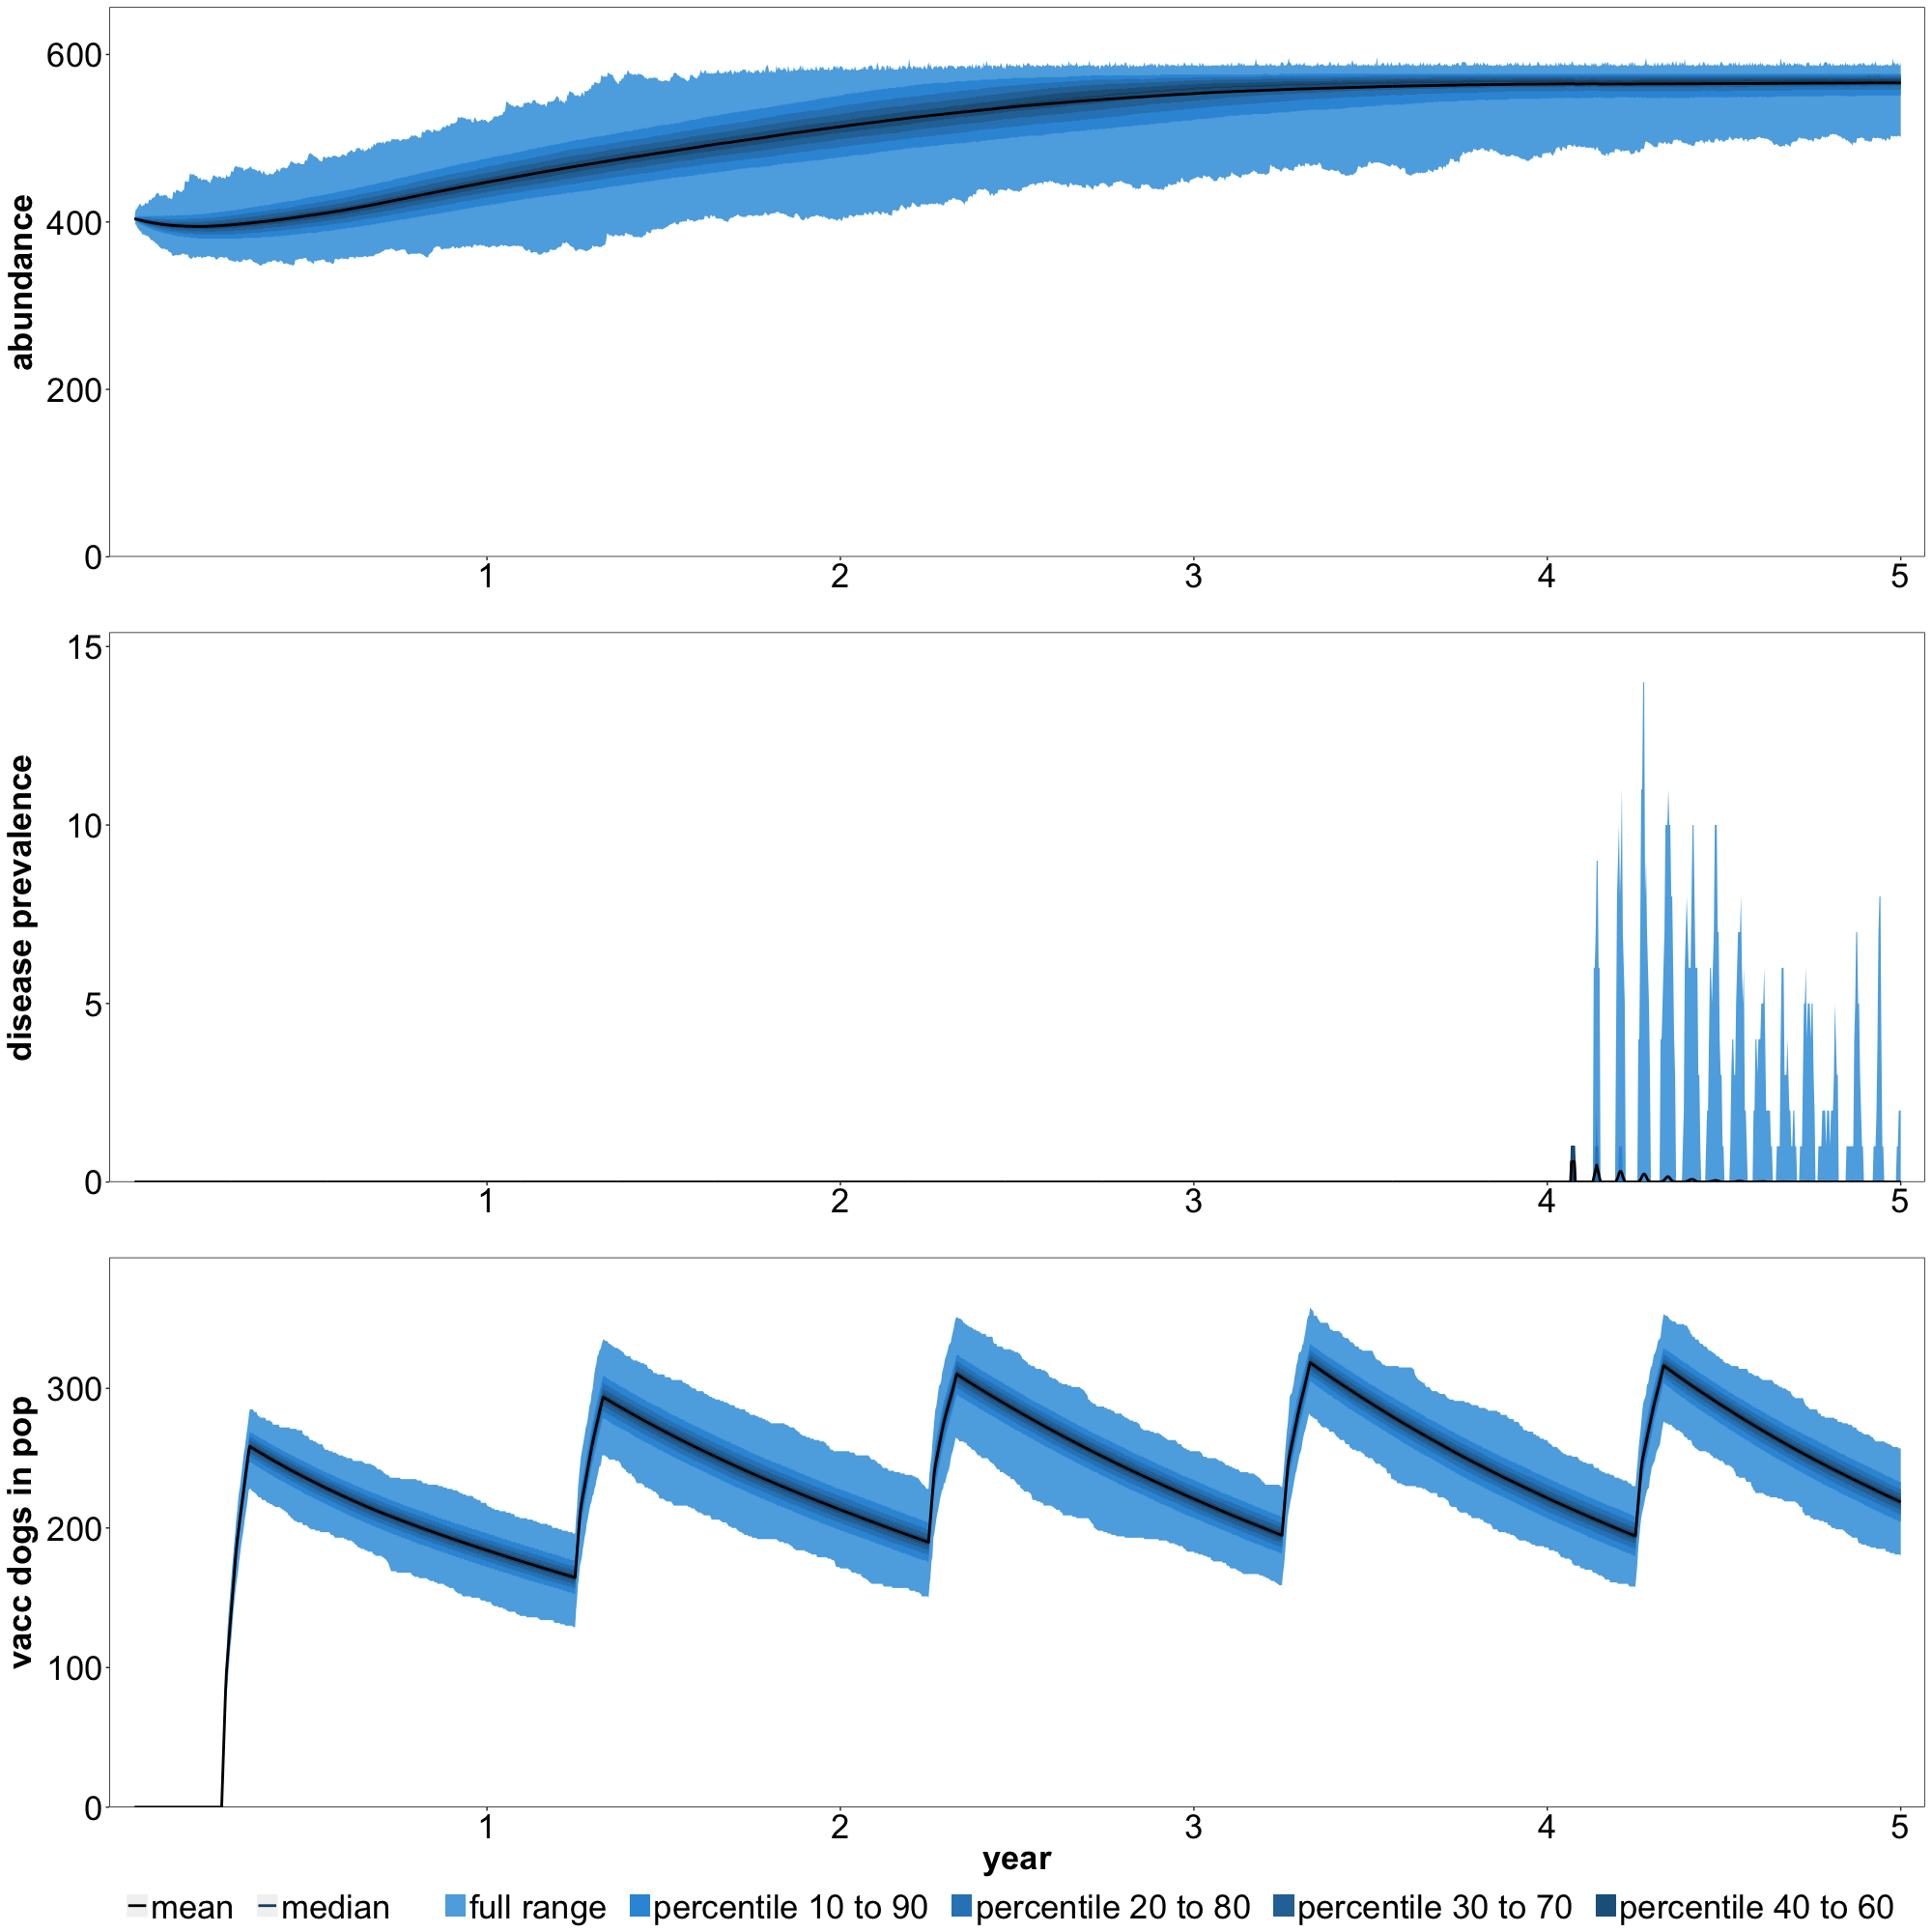 600
400
200
0
abundance
1 2 3 4 5
15
10
5
0
disease prevalence
1 2 3 4 5
300
200
100
0
vacc dogs in pop
1 2 3 4 5
year
mean median full range percentile 10 to 90 percentile 20 to 80 percentile 30 to 70 percentile 40 to 60